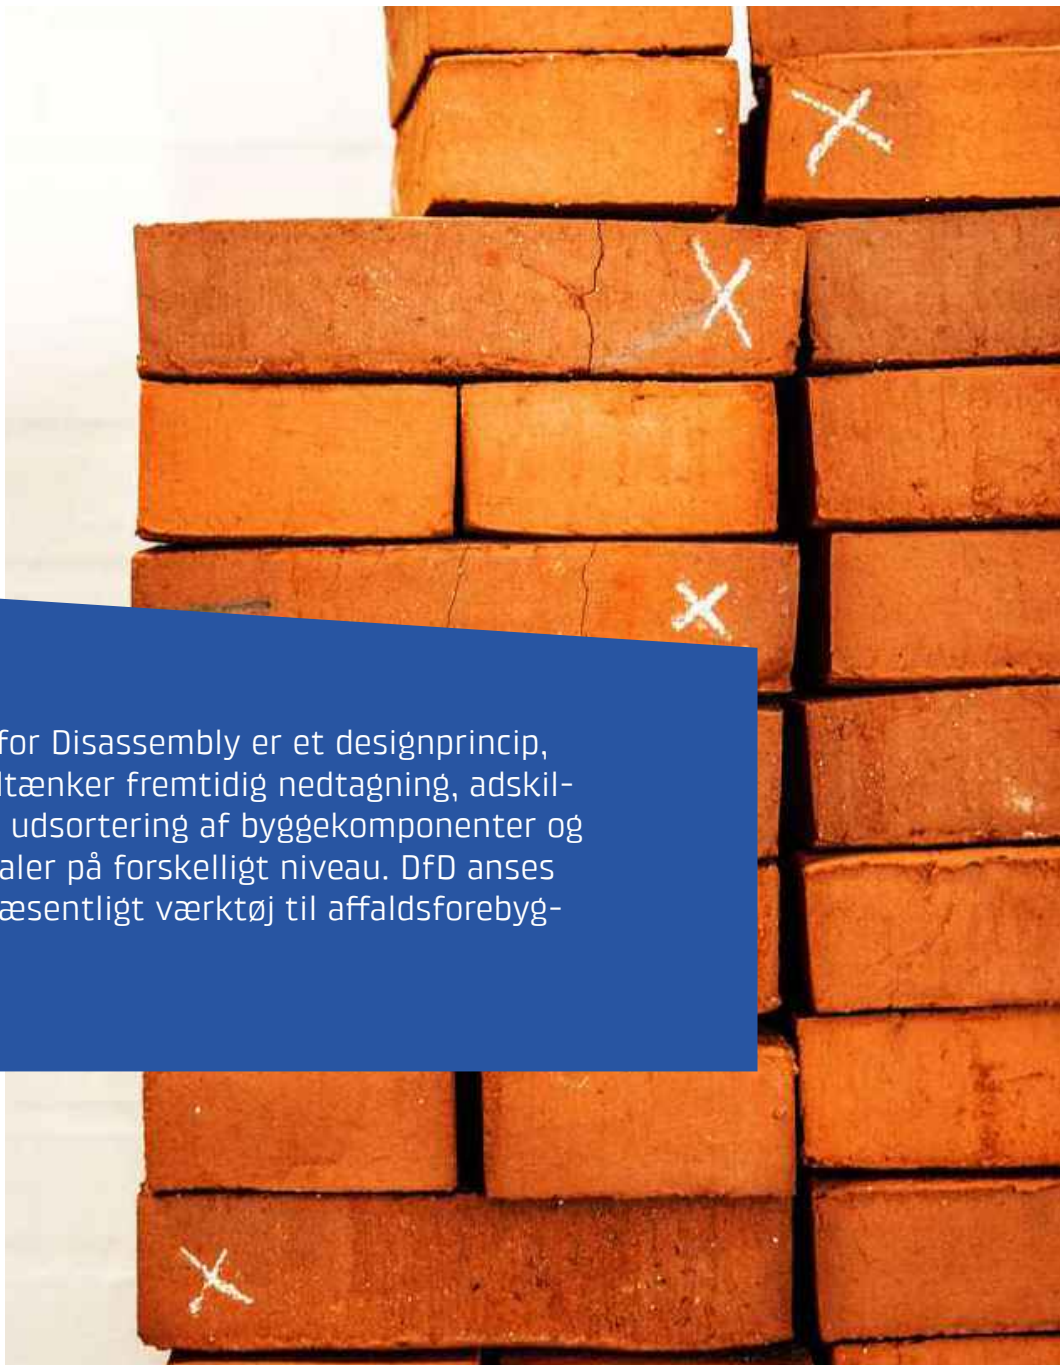 for Disassembly er et designprincip,
ltænker fremtidig nedtagning, adskil-
udsortering af byggekomponenter og
aler på forskelligt niveau. DfD anses
æsentligt værktøj til affaldsforebyg-